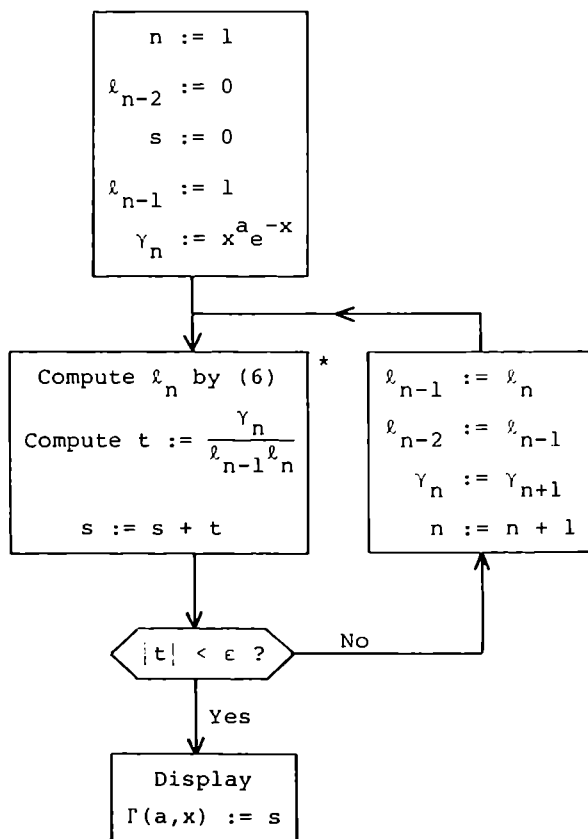 n := 1
ℓ_{n-2} := 0
s := 0
ℓ_{n-1} := 1
γ_n := x^a e^{-x}
Compute ℓ_n by (6)
*
Compute t := γ_n / (ℓ_{n-1} ℓ_n)
s := s + t
ℓ_{n-1} := ℓ_n
ℓ_{n-2} := ℓ_{n-1}
γ_n := γ_{n+1}
n := n + 1
|t| < ε ?
No
Yes
Display
Γ(a,x) := s